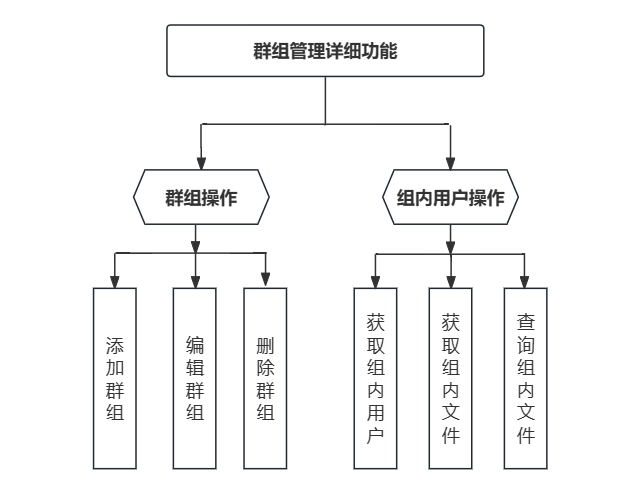 群组管理详细功能
群组操作
组内用户操作
添加群组
编辑群组
删除群组
获取组内用户
获取组内文件
查询组内文件